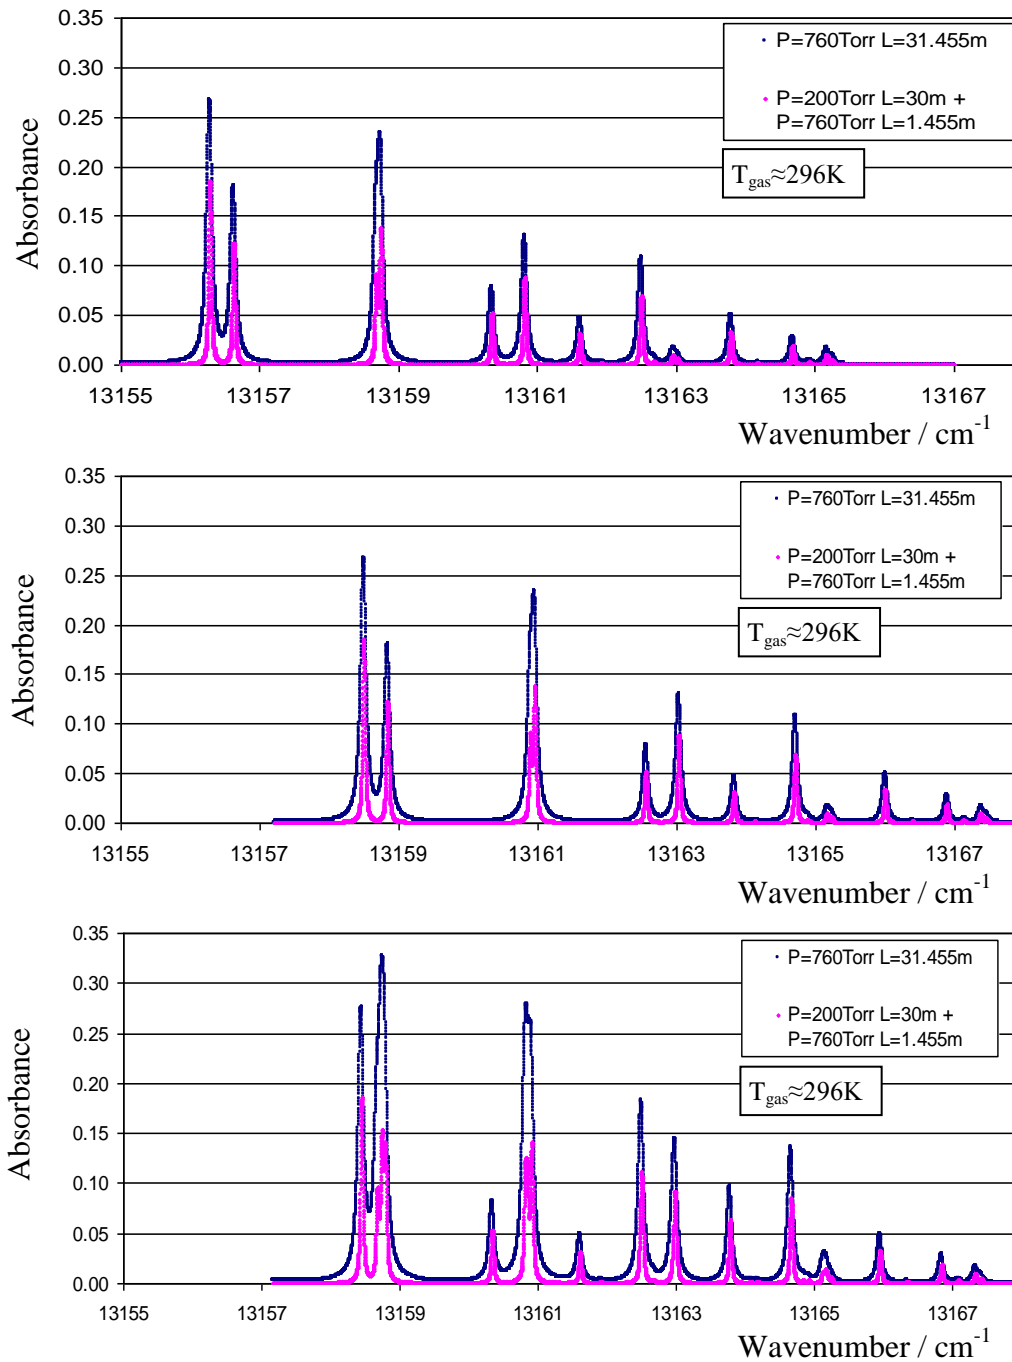 0.35
0.30
0.25
0.20
0.15
0.10
0.05
0.00
Absorbance
P=760Torr L=31.455m
P=200Torr L=30m +
P=760Torr L=1.455m
Tgas≈296K
13155 13157 13159 13161 13163 13165 13167
Wavenumber / cm-1
0.35
0.30
0.25
0.20
0.15
0.10
0.05
0.00
Absorbance
P=760Torr L=31.455m
P=200Torr L=30m +
P=760Torr L=1.455m
Tgas≈296K
13155 13157 13159 13161 13163 13165 13167
Wavenumber / cm-1
0.35
0.30
0.25
0.20
0.15
0.10
0.05
0.00
Absorbance
P=760Torr L=31.455m
P=200Torr L=30m +
P=760Torr L=1.455m
Tgas≈296K
13155 13157 13159 13161 13163 13165 13167
Wavenumber / cm-1